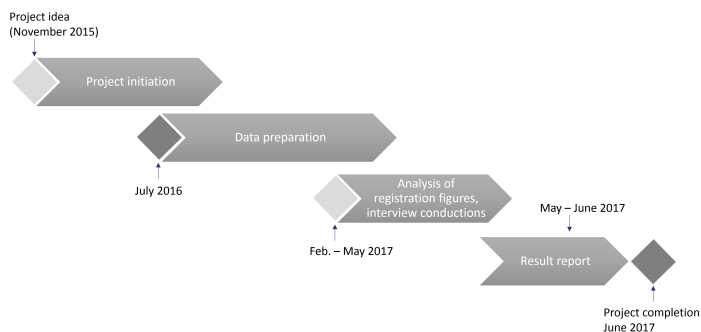 Project idea
(November 2015)
Project initiation
Data preparation
July 2016
Analysis of
registration figures,
interview conductions
Feb. – May 2017
May – June 2017
Result report
Project completion
June 2017